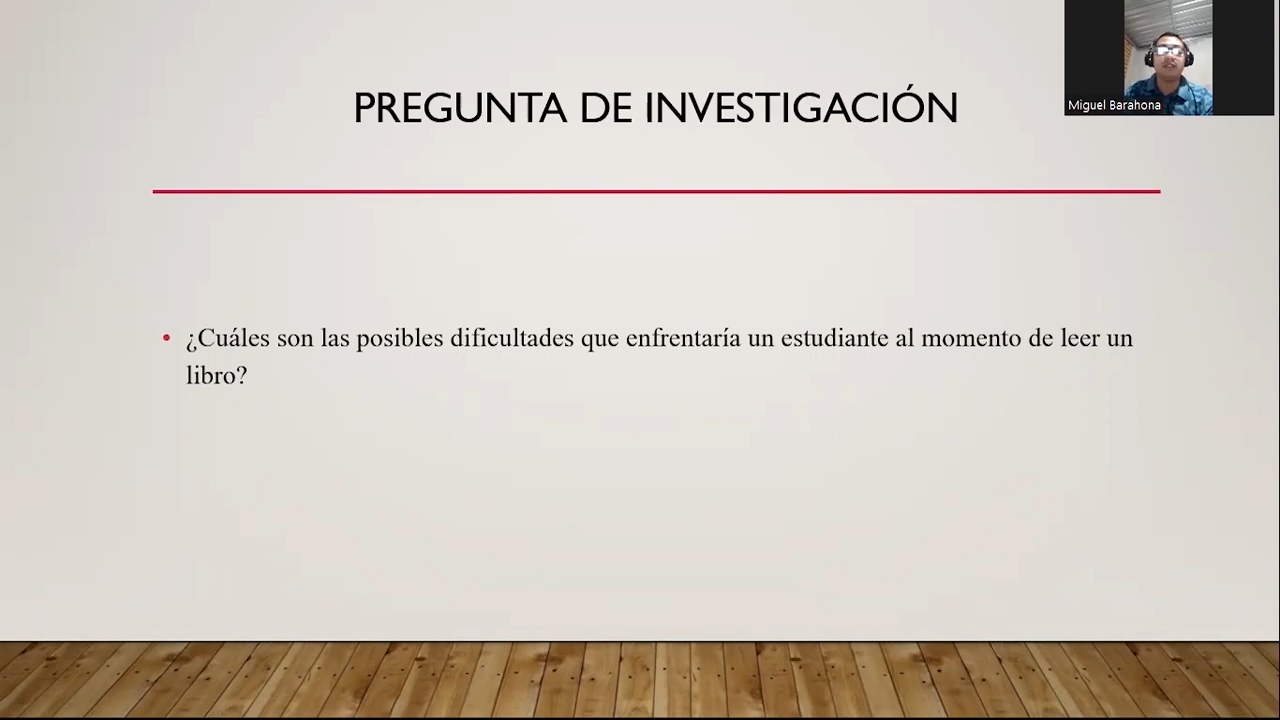 PREGUNTA DE INVESTIGACIÓN
Miguel Barahona
• ¿Cuáles son las posibles dificultades que enfrentaría un estudiante al momento de leer un
libro?